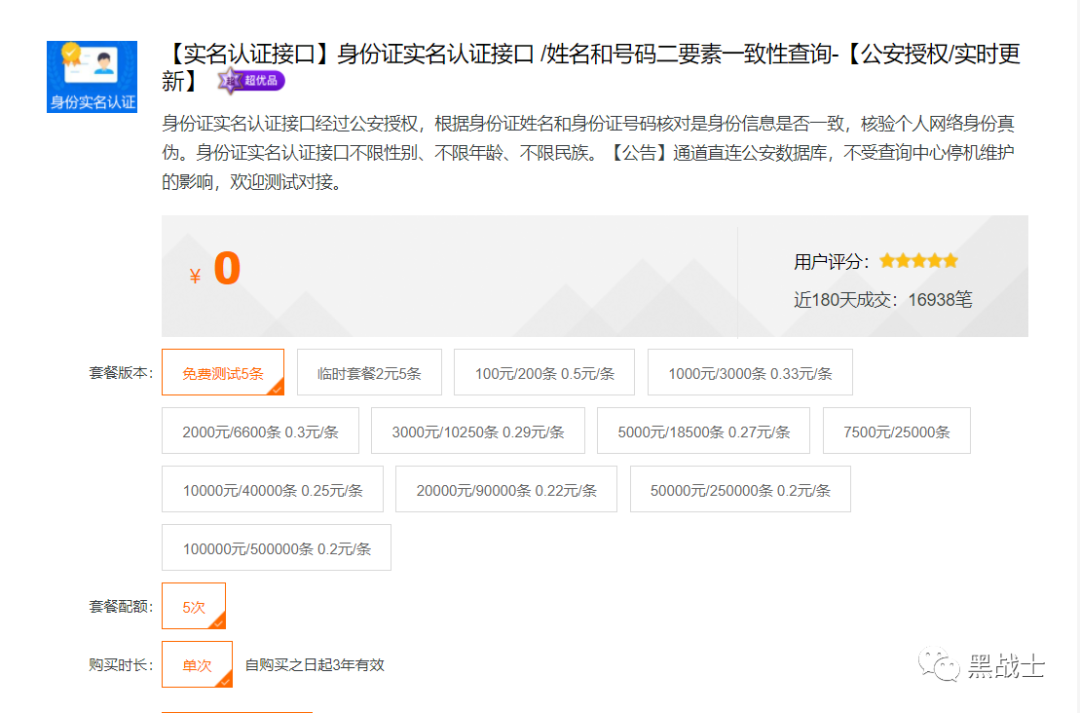 身份实名认证
【实名认证接口】身份证实名认证接口 /姓名和号码二要素一致性查询-【公安授权/实时更
新】 超优品
身份证实名认证接口经过公安授权，根据身份证姓名和身份证号码核对是身份信息是否一致，核验个人网络身份真
伪。身份证实名认证接口不限性别、不限年龄、不限民族。【公告】通道直连公安数据库，不受查询中心停机维护
的影响，欢迎测试对接。
¥ 0
用户评分：
近180天成交：16938笔
套餐版本: 免费测试5条 临时套餐2元5条 100元/200条 0.5元/条 1000元/3000条 0.33元/条
2000元/6600条 0.3元/条 3000元/10250条 0.29元/条 5000元/18500条 0.27元/条 7500元/25000条
10000元/40000条 0.25元/条 20000元/90000条 0.22元/条 50000元/250000条 0.2元/条
100000元/500000条 0.2元/条
套餐配额: 5次
购买时长: 单次 自购买之日起3年有效
黑战士